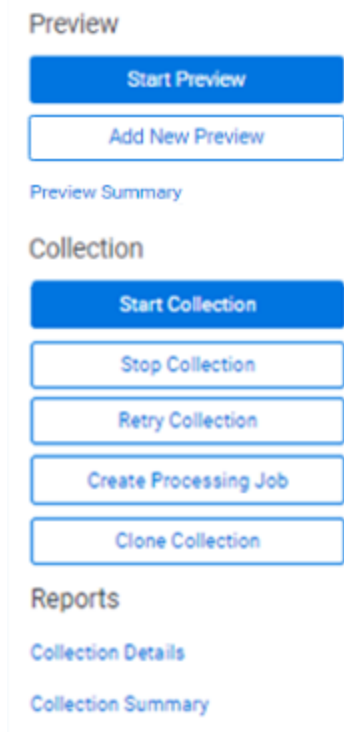 Preview
Start Preview
Add New Preview
Preview Summary
Collection
Start Collection
Stop Collection
Retry Collection
Create Processing Job
Clone Collection
Reports
Collection Details
Collection Summary